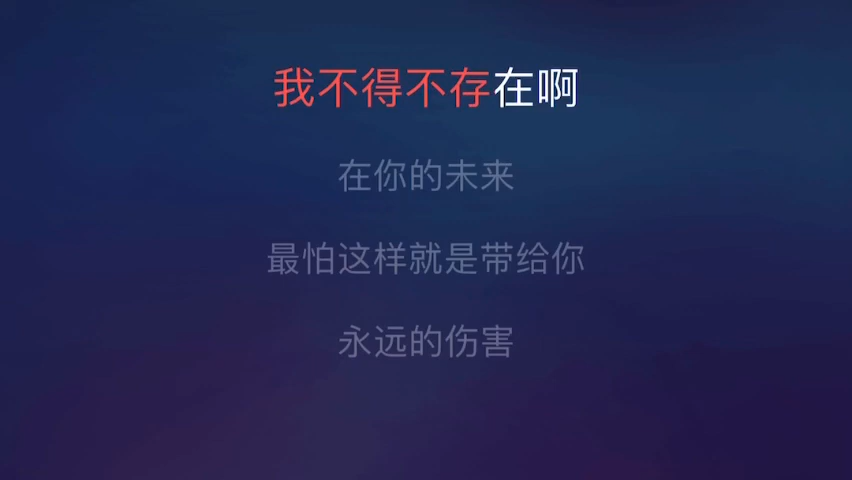 我不得不存在啊
在你的未来
最怕这样就是带给你
永远的伤害